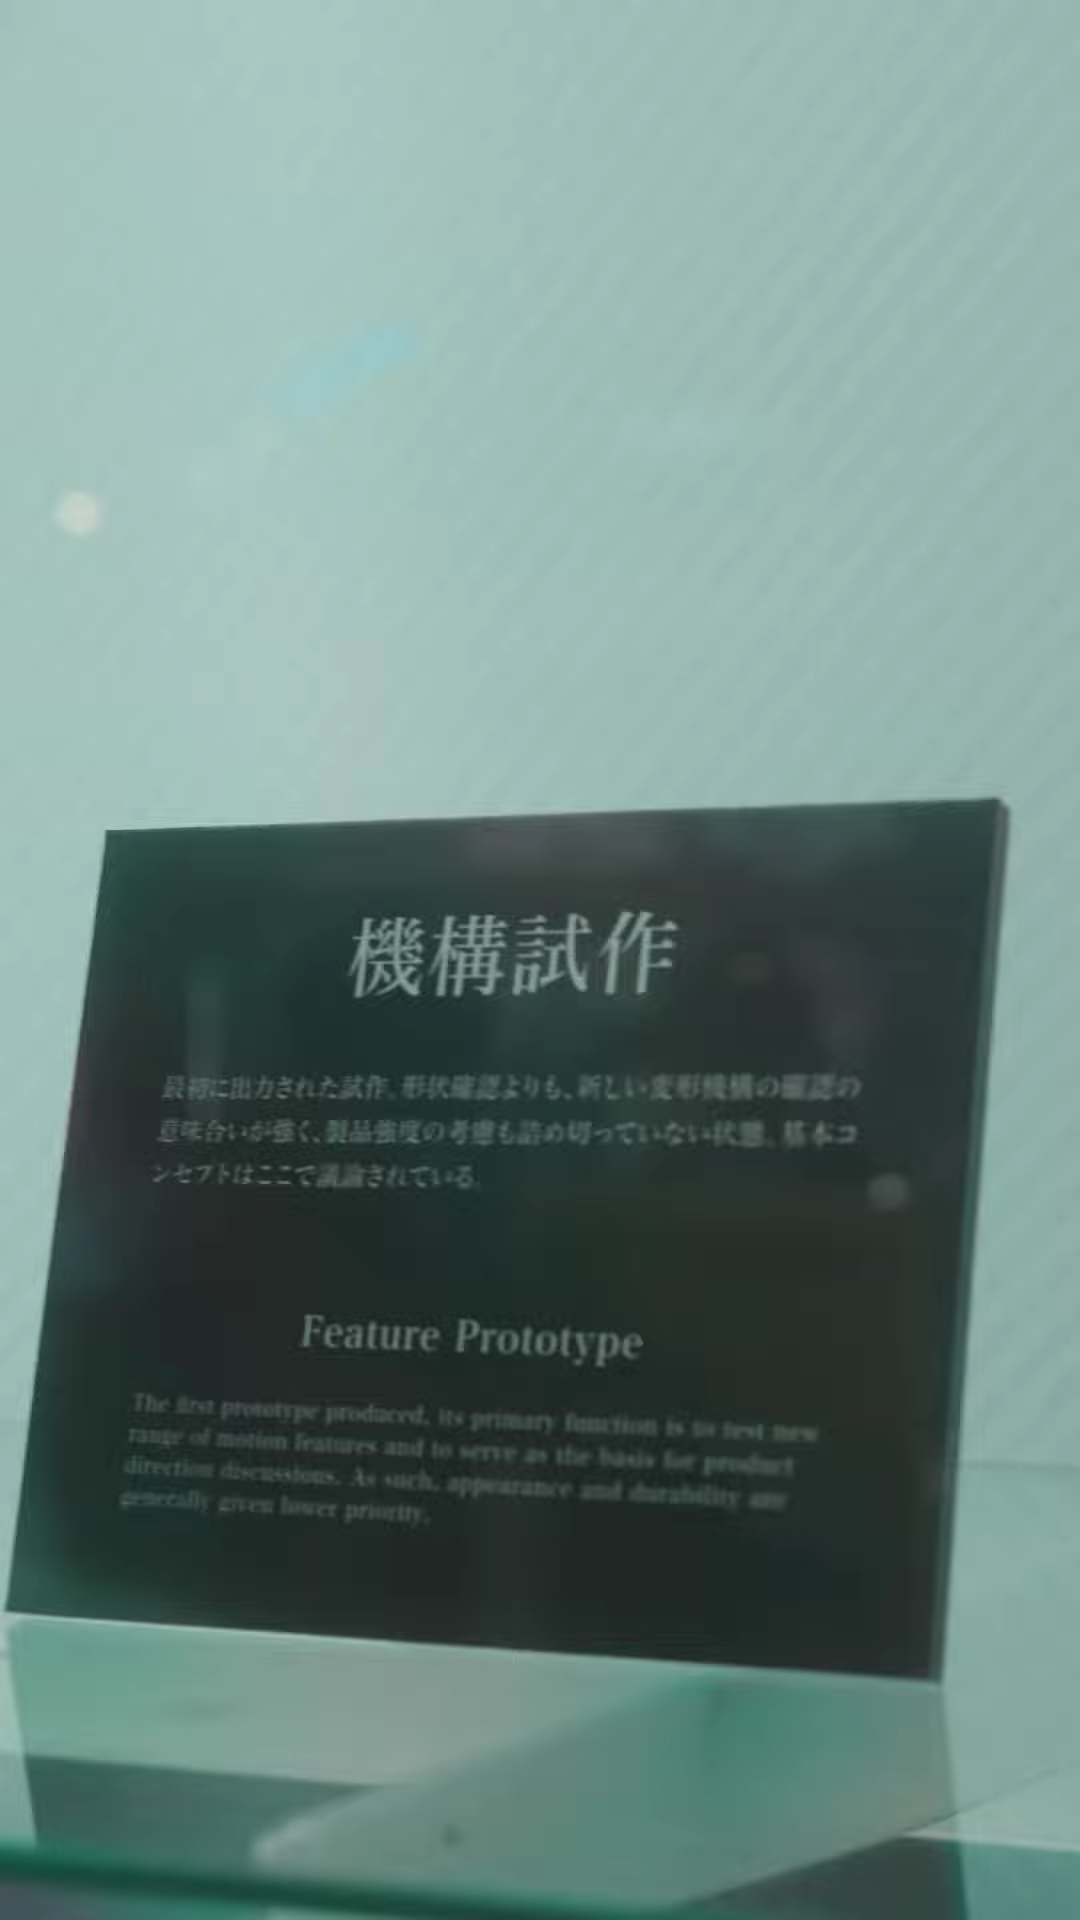 機構試作
最初に出力された試作。形状確認よりも、新しい変形機構の確認の
意味合いが強く、製品強度の考慮も詰め切っていない状態。基本コ
ンセプトはここで議論されている。
Feature Prototype
The first prototype produced, its primary function is to test new
range of motion features and to serve as the basis for product
direction discussions. As such, appearance and durability are
generally given lower priority.